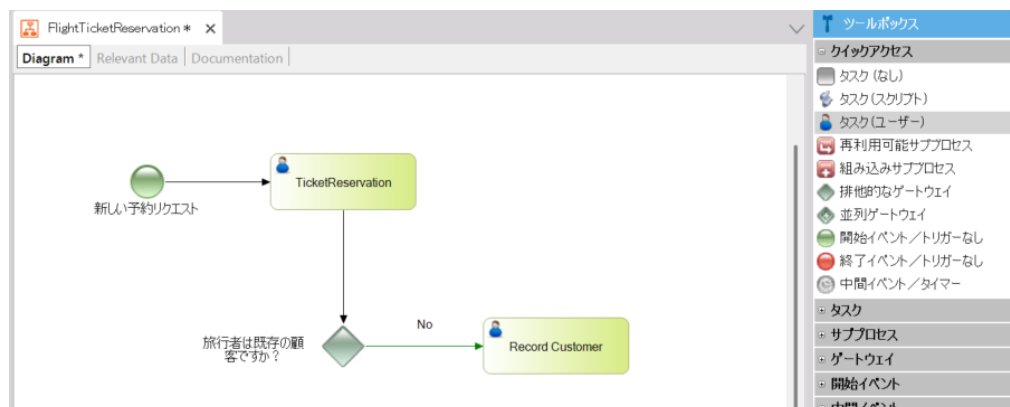 FlightTicketReservation *
Diagram * Relevant Data Documentation
TicketReservation
新しい予約リクエスト
No
旅行者は既存の顧
客ですか？
Record Customer
ツールボックス
クイックアクセス
タスク (なし)
タスク (スクリプト)
タスク (ユーザー)
再利用可能サブプロセス
組み込みサブプロセス
排他的なゲートウェイ
並列ゲートウェイ
開始イベント／トリガーなし
終了イベント／トリガーなし
中間イベント／タイマー
タスク
サブプロセス
ゲートウェイ
開始イベント